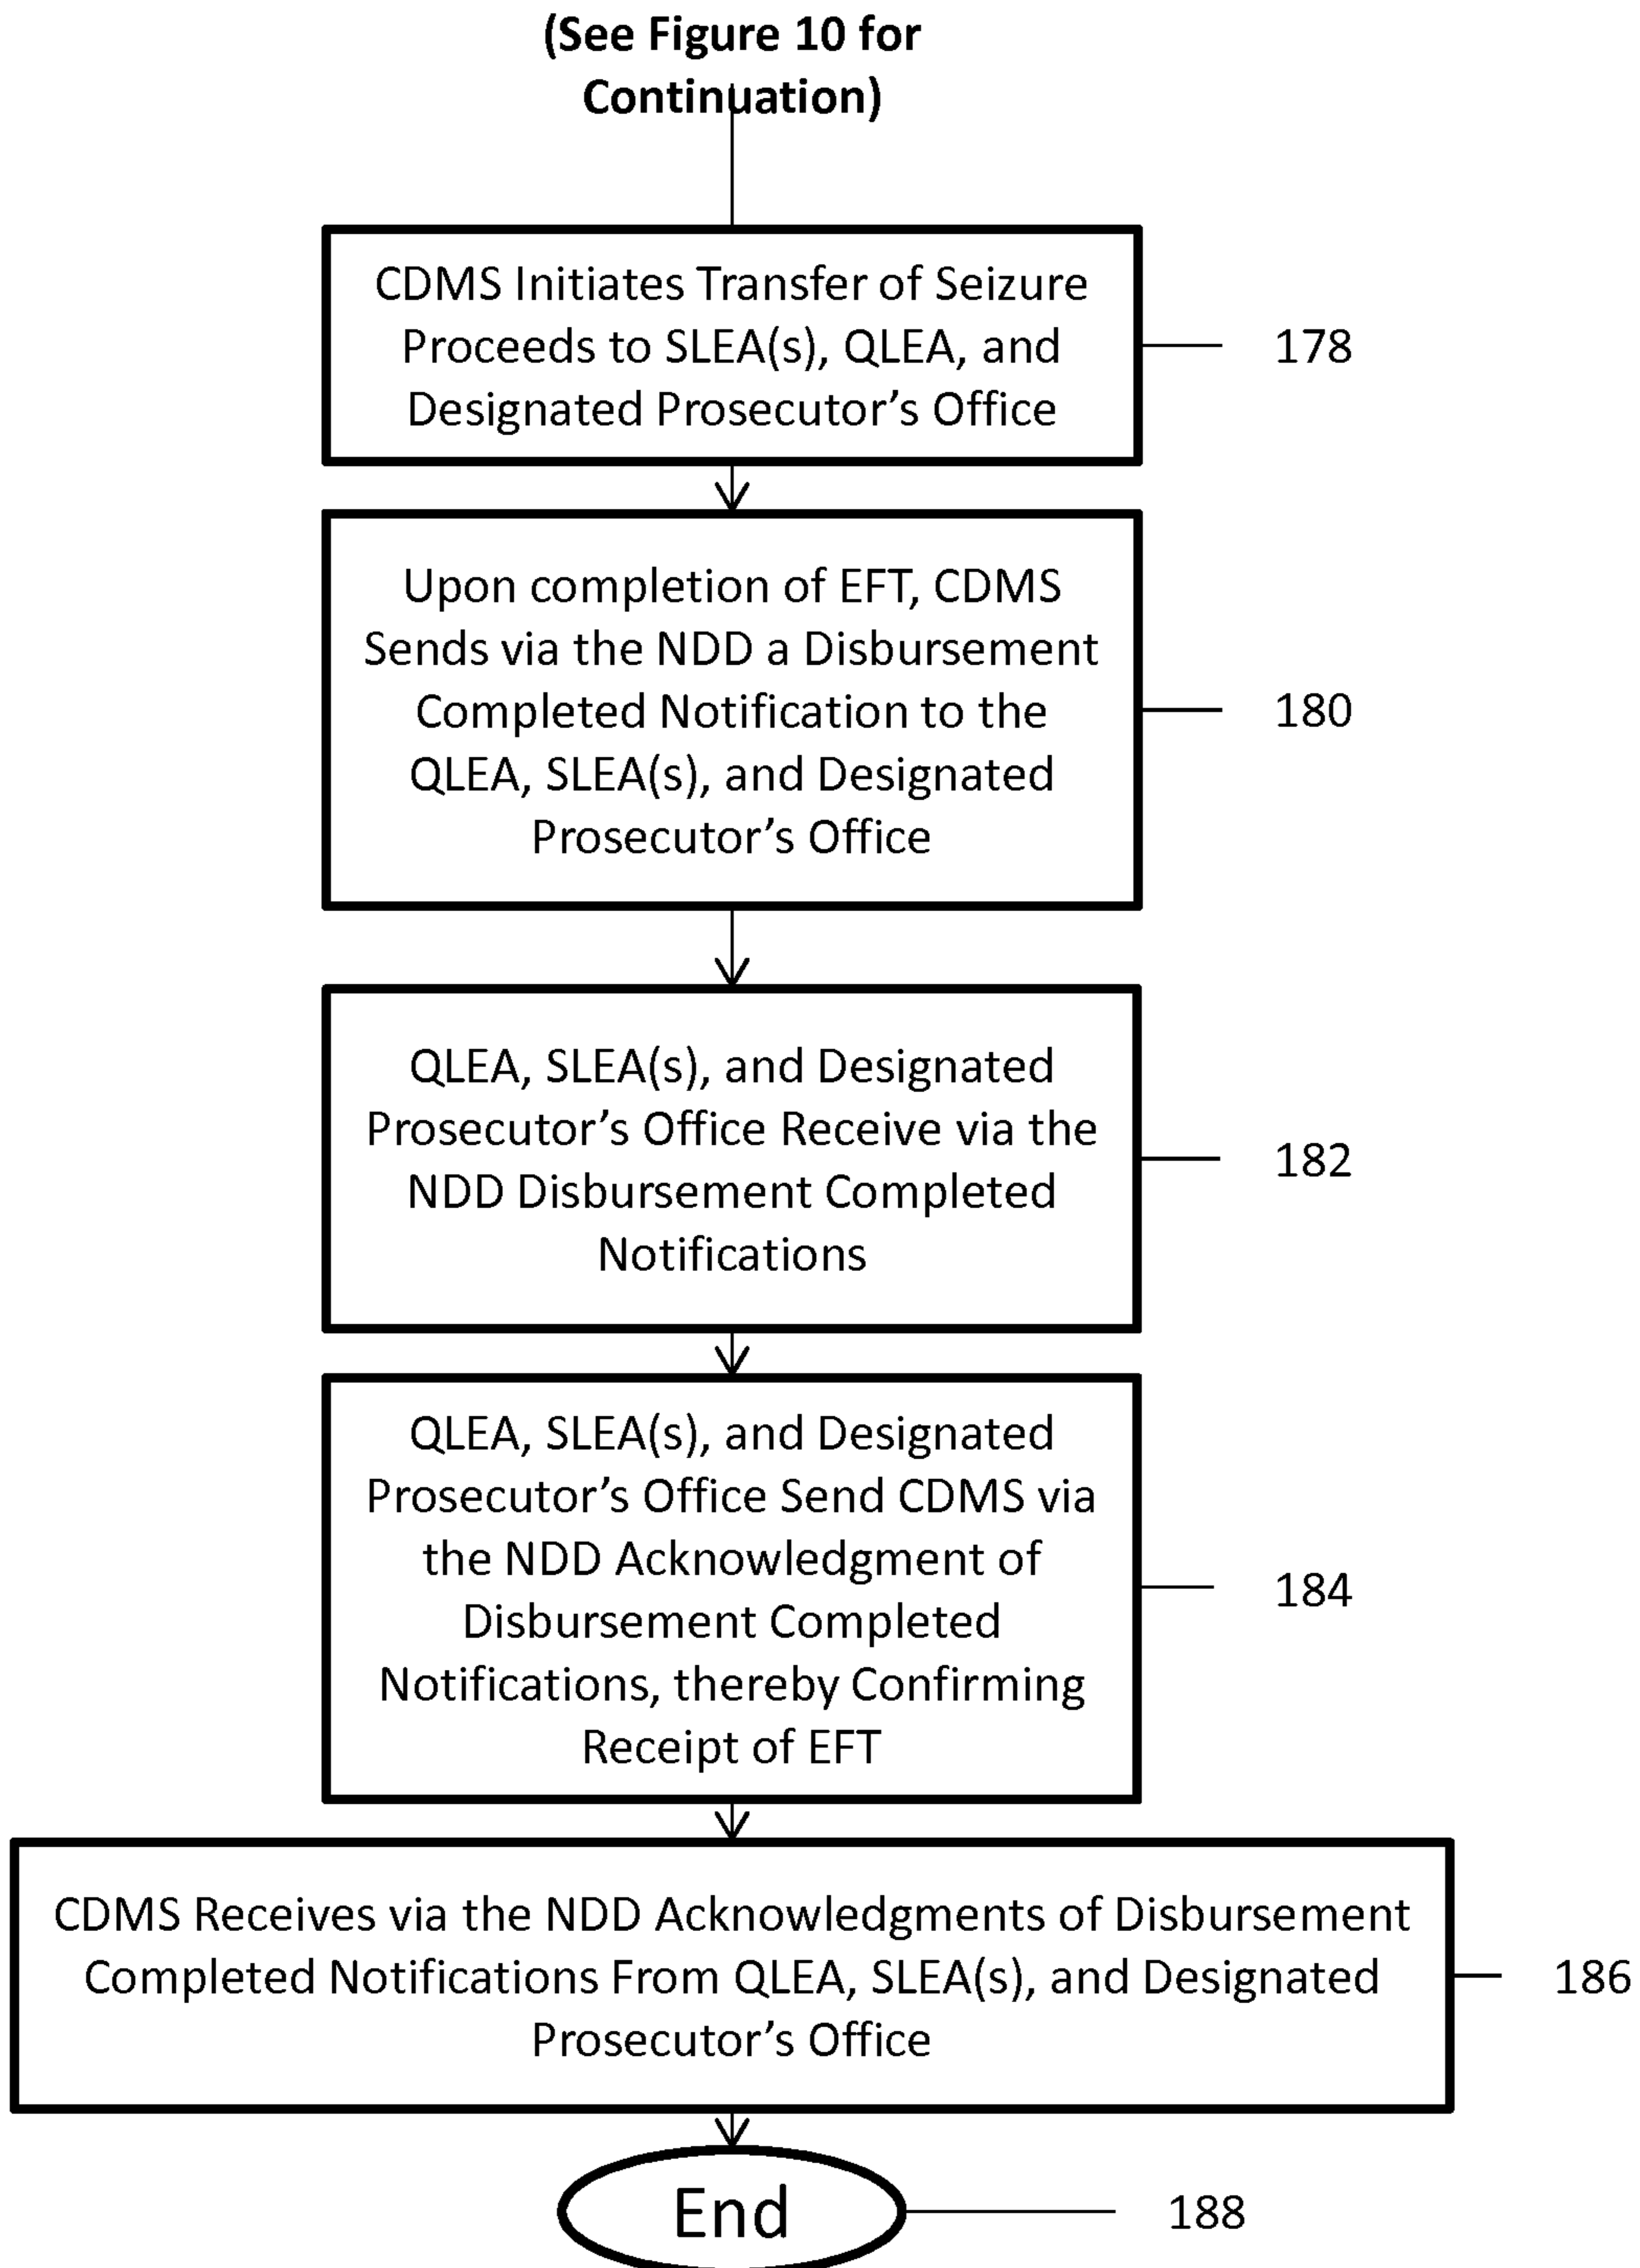 (See Figure 10 for
Continuation)
CDMS Initiates Transfer of Seizure
Proceeds to SLEA(s), QLEA, and
Designated Prosecutor’s Office
178
Upon completion of EFT, CDMS
Sends via the NDD a Disbursement
Completed Notification to the
QLEA, SLEA(s), and Designated
Prosecutor’s Office
180
QLEA, SLEA(s), and Designated
Prosecutor’s Office Receive via the
NDD Disbursement Completed
Notifications
182
QLEA, SLEA(s), and Designated
Prosecutor’s Office Send CDMS via
the NDD Acknowledgment of
Disbursement Completed
Notifications, thereby Confirming
Receipt of EFT
184
CDMS Receives via the NDD Acknowledgments of Disbursement
Completed Notifications From QLEA, SLEA(s), and Designated
Prosecutor’s Office
186
End
188